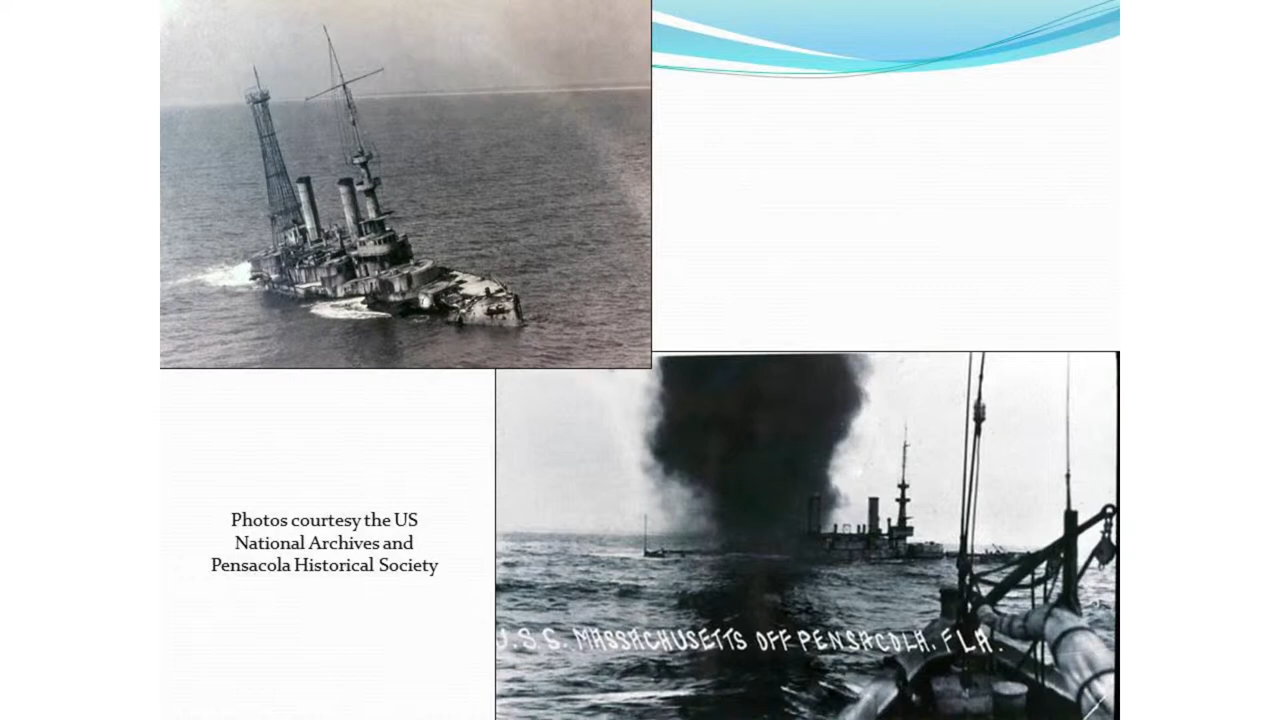 Photos courtesy the US
National Archives and
Pensacola Historical Society
U.S.S. MASSACHUSETTS OFF PENSACOLA. FLA.